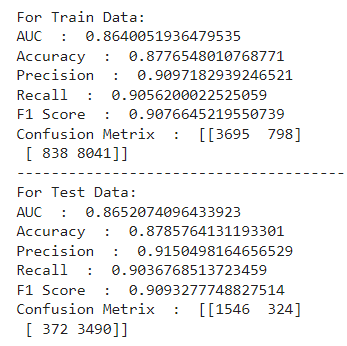 For Train Data:
AUC  :  0.8640051936479535
Accuracy  :  0.8776548010768771
Precision  :  0.9097182939246521
Recall  :  0.9056200022525059
F1 Score  :  0.9076645219550739
Confusion Metrix  :  [[3695  798]
 [ 838 8041]]
--------------------------------------
For Test Data:
AUC  :  0.8652074096433923
Accuracy  :  0.8785764131193301
Precision  :  0.9150498164656529
Recall  :  0.9036768513723459
F1 Score  :  0.9093277748827514
Confusion Metrix  :  [[1546  324]
 [ 372 3490]]